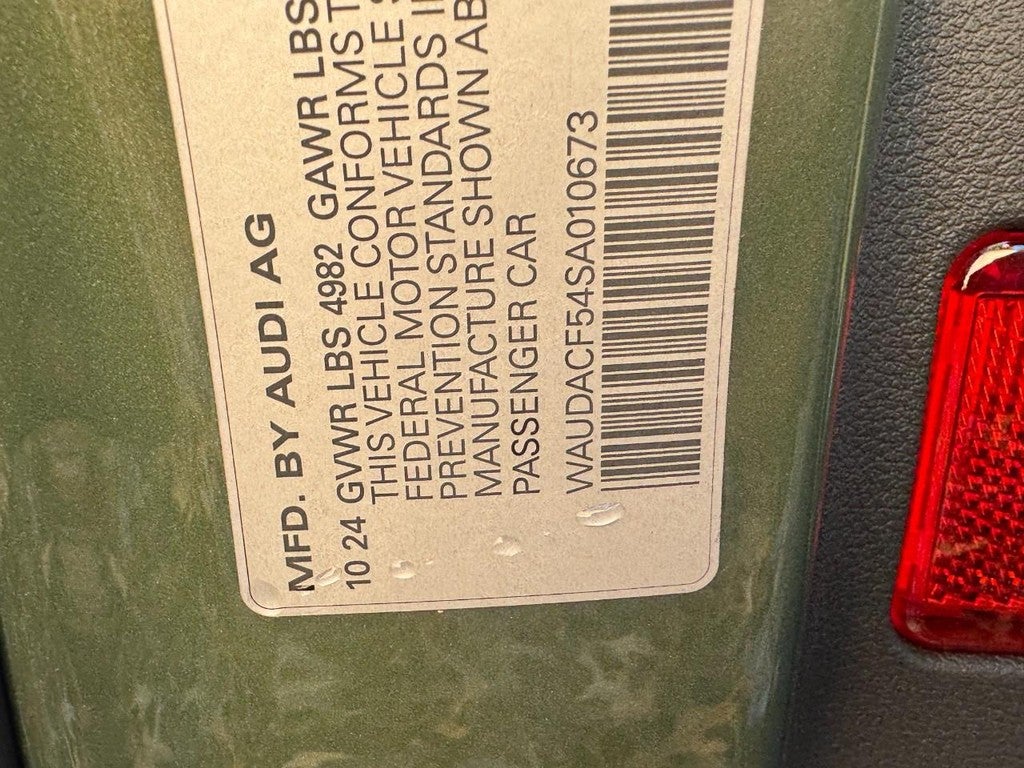 MFD. BY AUDI AG
10 24 GVWR LBS 4982 GAWR LBS
THIS VEHICLE CONFORMS
FEDERAL MOTOR VEHICLE
PREVENTION STANDARDS
MANUFACTURE SHOWN
PASSENGER CAR
WAUDACF54SA010673